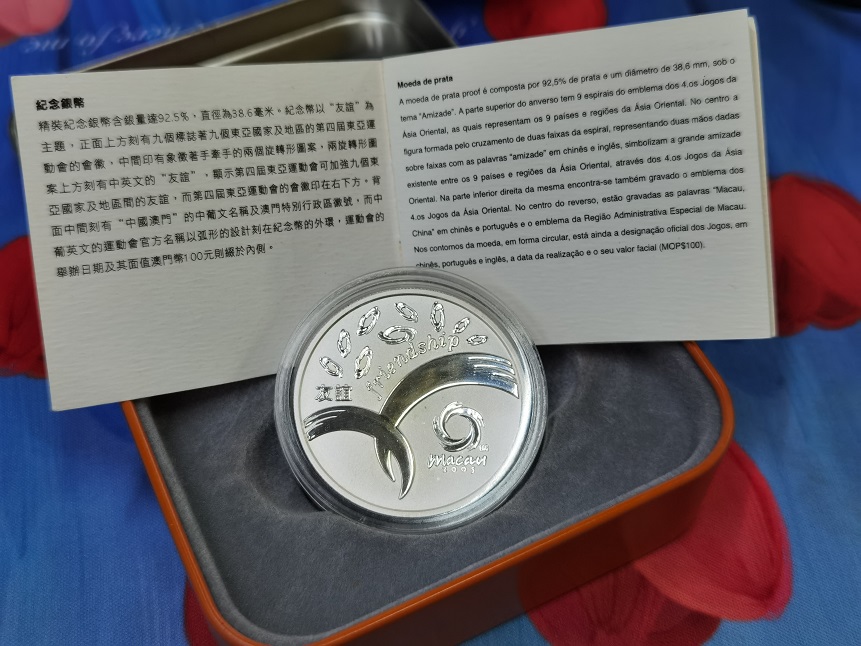 here to me
紀念銀幣
精裝紀念銀幣含銀量達92.5%，直徑為38.6毫米。紀念幣以 "友誼" 為
主題，正面上方刻有九個標誌著九個東亞國家及地區的第四屆東亞運
動會的會徽，中間印有象徵著手牽手的兩個旋轉形圖案，兩旋轉形圖
案上方刻有中英文的 "友誼"，顯示第四屆東亞運動會可加強九個東
亞國家及地區間的友誼，而第四屆東亞運動會的會徽印在右下方。背
面中間刻有 "中國澳門" 的中葡文名稱及澳門特別行政區徽號，而中
葡英文的運動會官方名稱以弧形的設計刻在紀念幣的外環，運動會的
舉辦日期及其面值澳門幣100元則綴於內側。
Moeda de prata
A moeda de prata proof é composta por 92,5% de prata e um diâmetro de 38,6 mm, sob o
tema "Amizade". A parte superior do anverso tem 9 espirais do emblema dos 4.os Jogos da
Ásia Oriental, as quais representam os 9 países e regiões da Ásia Oriental. No centro a
figura formada pelo cruzamento de duas faixas da espiral, representando duas mãos dadas
sobre faixas com as palavras "amizade" em chinês e inglês, simbolizam a grande amizade
existente entre os 9 países e regiões da Ásia Oriental, através dos 4.os Jogos da Ásia
Oriental. Na parte inferior direita da mesma encontra-se também gravado o emblema dos
4.os Jogos da Ásia Oriental. No centro do reverso, estão gravadas as palavras "Macau,
China" em chinês e português e o emblema da Região Administrativa Especial de Macau.
Nos contornos da moeda, em forma circular, está ainda a designação oficial dos Jogos, em
chinês, português e inglês, a data da realização e o seu valor facial (MOP$100).
friendship
友誼
Macau